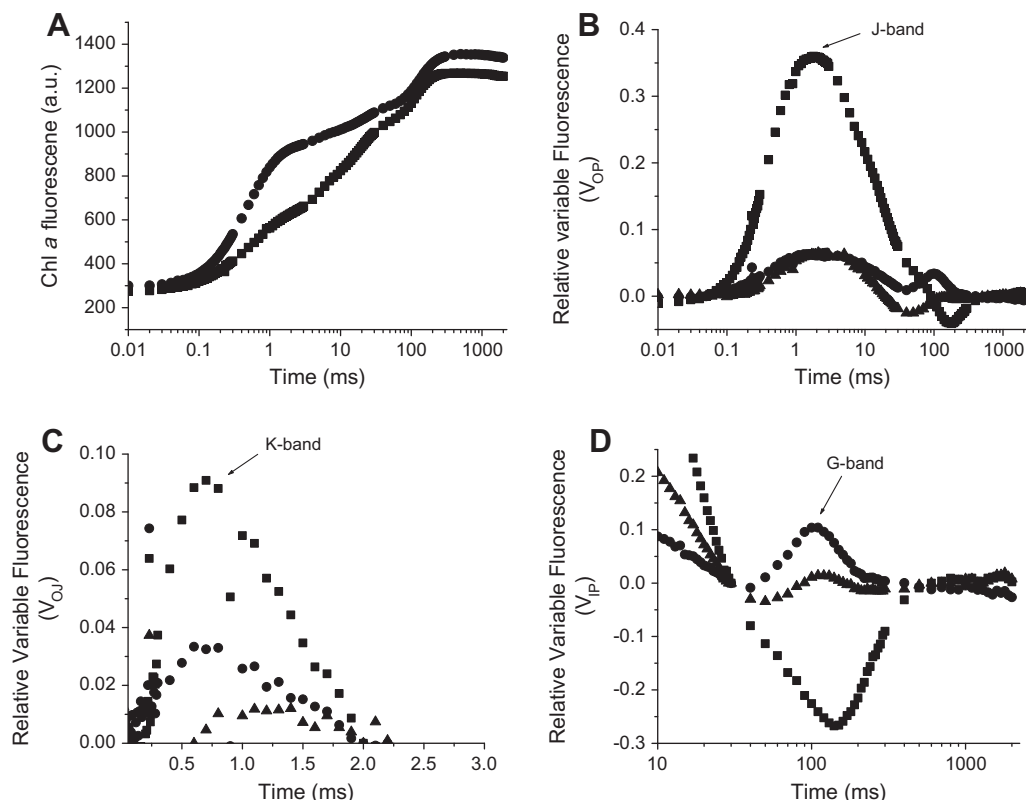 A
1400
1200
1000
800
600
400
200
Chl a fluorescene (a.u.)
0.01 0.1 1 10 100 1000
Time (ms)
B
J-band
0.4
0.3
0.2
0.1
0.0
Relative variable Fluorescence
(VOP)
0.01 0.1 1 10 100 1000
Time (ms)
C
K-band
0.10
0.08
0.06
0.04
0.02
0.00
Relative Variable Fluorescence
(VOJ)
0.5 1.0 1.5 2.0 2.5 3.0
Time (ms)
D
G-band
0.2
0.1
0.0
-0.1
-0.2
-0.3
Relative Variable Fluorescence
(VIP)
10 100 1000
Time (ms)